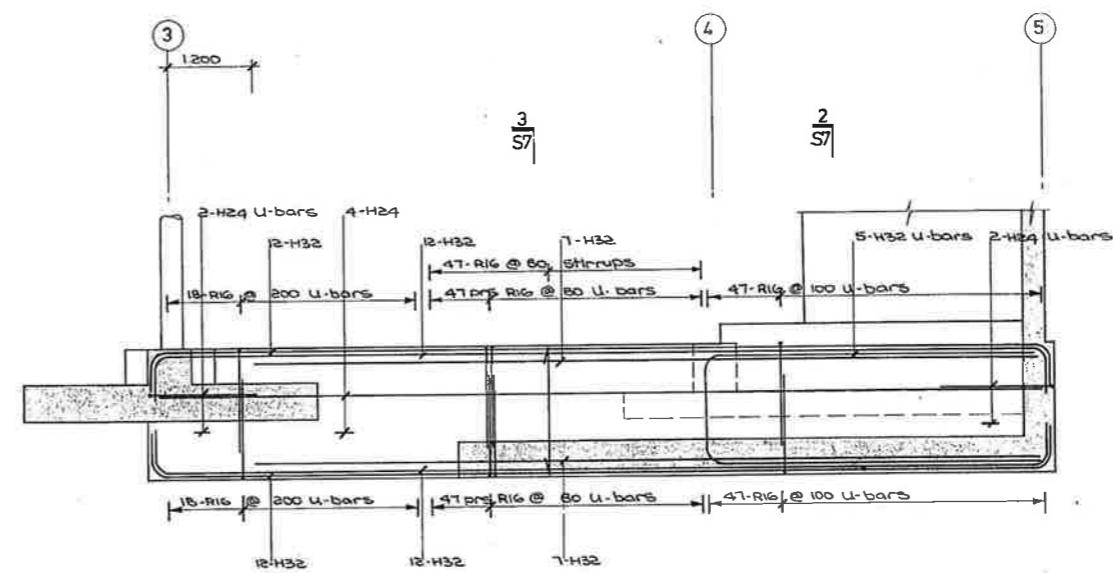 3 4 5
1.200
3
S7
2
S7
2-H24 U-bars 4-H24
12-H32 12-H32 7-H32 5-H32 U-bars 2-H24 U-bars
47-R16 @ 80 stirrups
18-R16 @ 200 U-bars 47 prs R16 @ 80 U-bars 47-R16 @ 100 U-bars
18-R16 @ 200 U-bars 47 prs R16 @ 80 U-bars 47-R16 @ 100 U-bars
12-H32 12-H32 7-H32